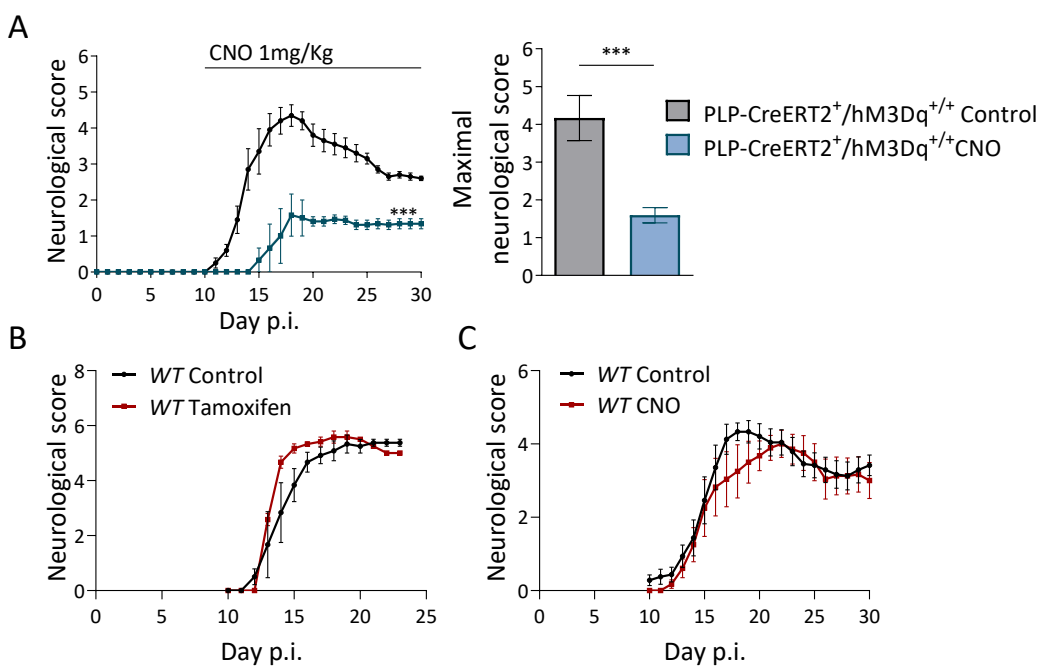 A
CNO 1mg/Kg
Neurological score
6
5
4
3
2
1
0
***
0 5 10 15 20 25 30
Day p.i.
***
Maximal
neurological score
6
5
4
3
2
1
0
PLP-CreERT2⁺/hM3Dq⁺/⁺ Control
PLP-CreERT2⁺/hM3Dq⁺/⁺CNO
B
WT Control
WT Tamoxifen
Neurological score
8
6
4
2
0
0 5 10 15 20 25
Day p.i.
C
WT Control
WT CNO
Neurological score
6
4
2
0
0 5 10 15 20 25 30
Day p.i.